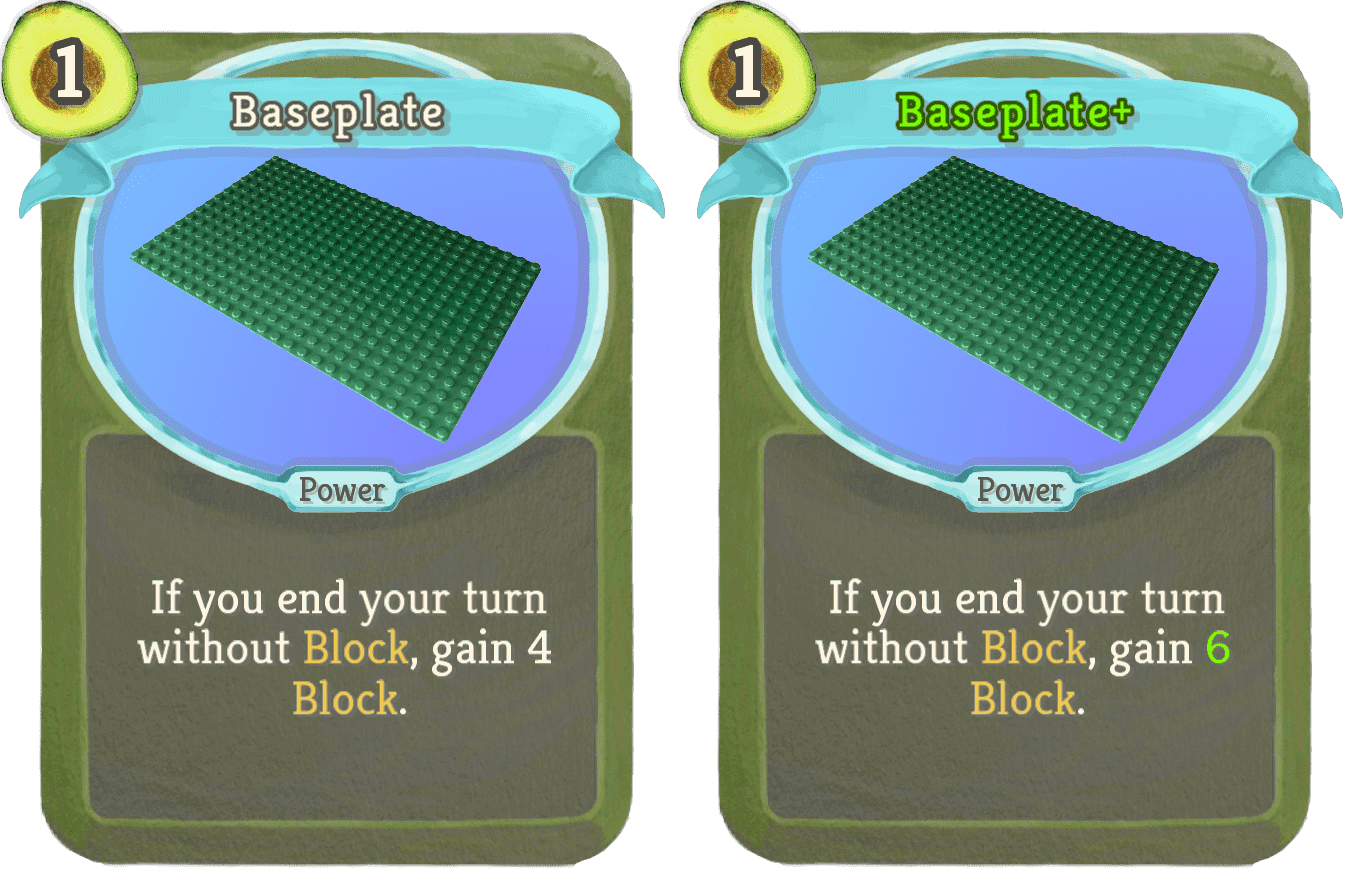 1
Baseplate
Power
If you end your turn
without Block, gain 4
Block.
1
Baseplate+
Power
If you end your turn
without Block, gain 6
Block.